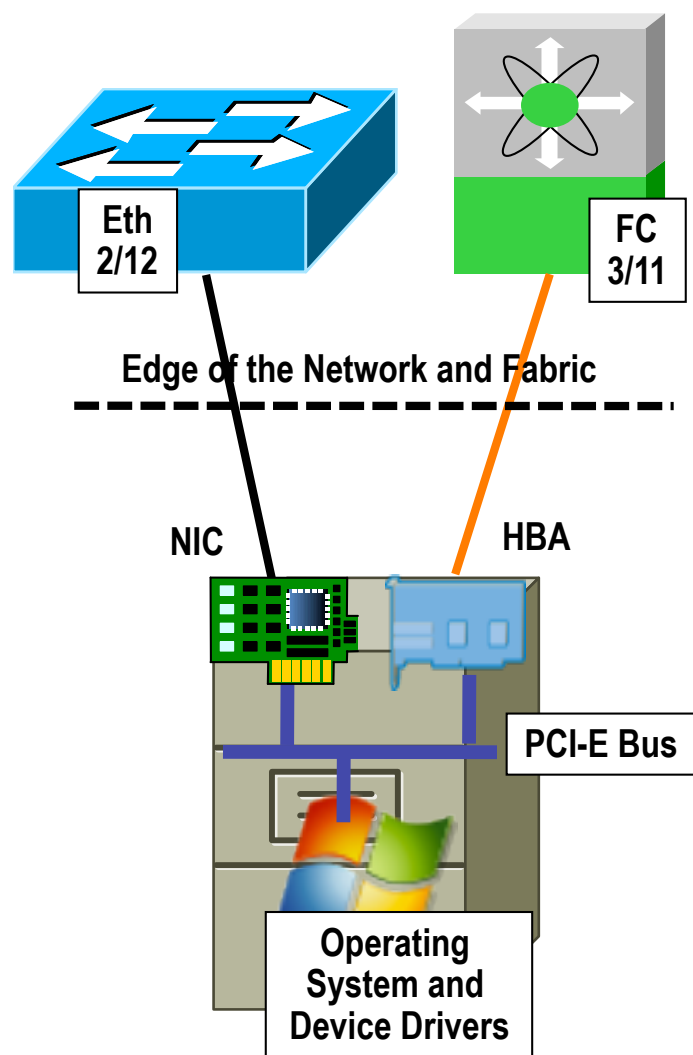 Eth
2/12
FC
3/11
Edge of the Network and Fabric
NIC
HBA
PCI-E Bus
Operating
System and
Device Drivers